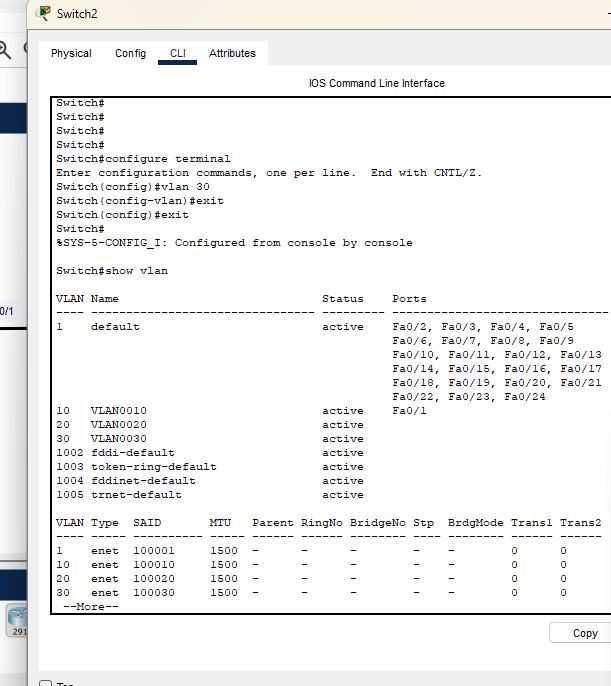 Switch2
Physical Config CLI Attributes
IOS Command Line Interface
Switch#
Switch#
Switch#
Switch#
Switch#configure terminal
Enter configuration commands, one per line.  End with CNTL/Z.
Switch(config)#vlan 30
Switch(config-vlan)#exit
Switch(config)#exit
Switch#
%SYS-5-CONFIG_I: Configured from console by console
Switch#show vlan
VLAN Name                             Status    Ports
---- -------------------------------- --------- -------------------------------
1    default                          active    Fa0/2, Fa0/3, Fa0/4, Fa0/5
                                                Fa0/6, Fa0/7, Fa0/8, Fa0/9
                                                Fa0/10, Fa0/11, Fa0/12, Fa0/13
                                                Fa0/14, Fa0/15, Fa0/16, Fa0/17
                                                Fa0/18, Fa0/19, Fa0/20, Fa0/21
                                                Fa0/22, Fa0/23, Fa0/24
10   VLAN0010                         active    Fa0/1
20   VLAN0020                         active
30   VLAN0030                         active
1002 fddi-default                     active
1003 token-ring-default               active
1004 fddinet-default                  active
1005 trnet-default                    active
VLAN Type  SAID       MTU   Parent RingNo BridgeNo Stp  BrdgMode Trans1 Trans2
---- ----- ---------- ----- ------ ------ -------- ---- -------- ------ ------
1    enet  100001     1500  -      -      -        -    -        0      0
10   enet  100010     1500  -      -      -        -    -        0      0
20   enet  100020     1500  -      -      -        -    -        0      0
30   enet  100030     1500  -      -      -        -    -        0      0
 --More--
Copy
0/1
291